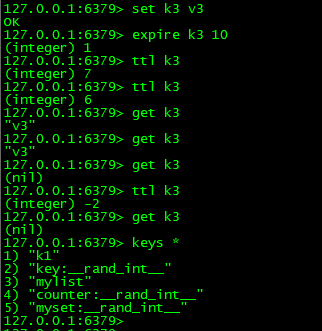 127.0.0.1:6379> set k3 v3
OK
127.0.0.1:6379> expire k3 10
(integer) 1
127.0.0.1:6379> ttl k3
(integer) 7
127.0.0.1:6379> ttl k3
(integer) 6
127.0.0.1:6379> get k3
"v3"
127.0.0.1:6379> get k3
"v3"
127.0.0.1:6379> get k3
(nil)
127.0.0.1:6379> ttl k3
(integer) -2
127.0.0.1:6379> get k3
(nil)
127.0.0.1:6379> keys *
1) "k1"
2) "key:__rand_int__"
3) "mylist"
4) "counter:__rand_int__"
5) "myset:__rand_int__"
127.0.0.1:6379>